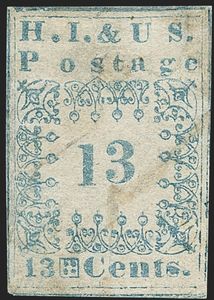 H.I.& U S.
Postage
13
13 Cents.